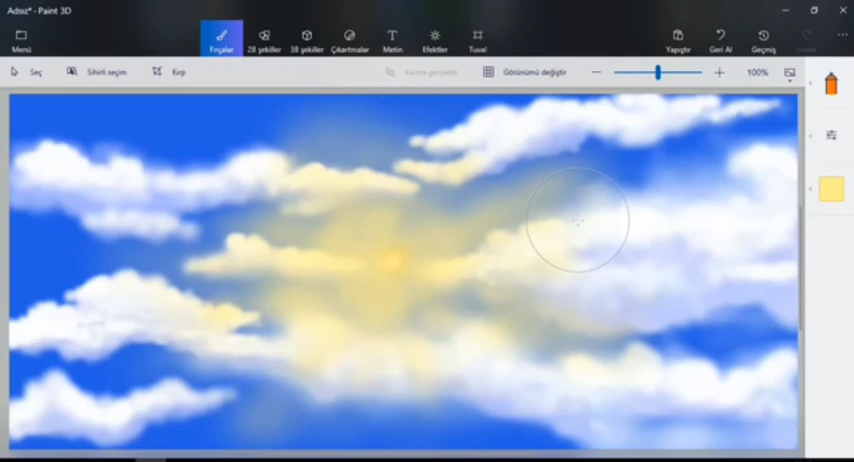 Adsız* - Paint 3D
Menü Fırçalar 2B şekiller 3B şekiller Çıkartmalar Metin Efektler Tuval Yapıştır Geri Al Geçmiş
Seç Sihirli seçim Kırp Görünümü değiştir 100%